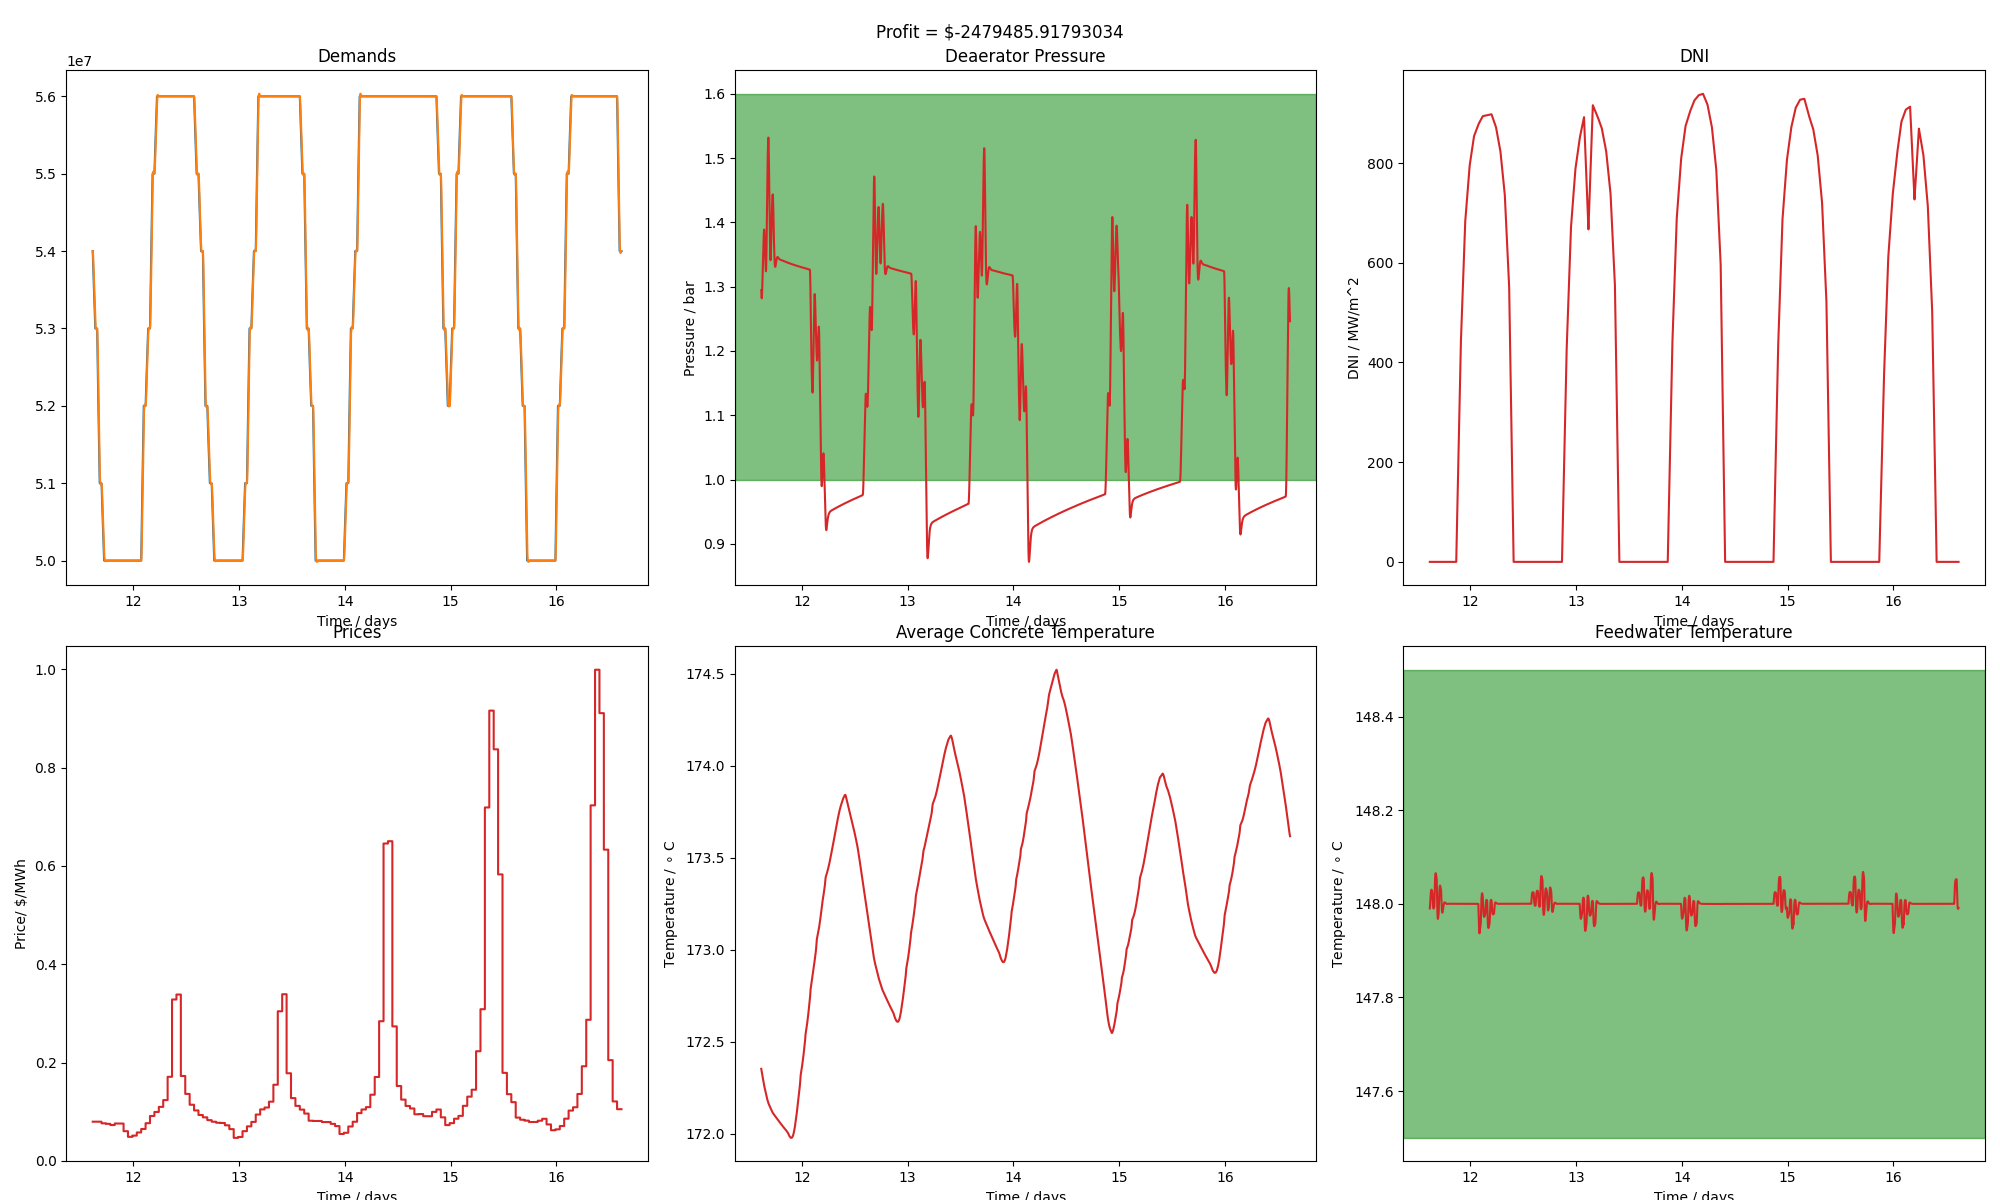 Profit = $-2479485.91793034
Demands
1e7
5.6
5.5
5.4
5.3
5.2
5.1
5.0
12 13 14 15 16
Time / days
Deaerator Pressure
Pressure / bar
1.6
1.5
1.4
1.3
1.2
1.1
1.0
0.9
12 13 14 15 16
Time / days
DNI
DNI / MW/m^2
800
600
400
200
0
12 13 14 15 16
Time / days
Prices
Price/ $/MWh
1.0
0.8
0.6
0.4
0.2
0.0
12 13 14 15 16
Time / days
Average Concrete Temperature
Temperature / ∘ C
174.5
174.0
173.5
173.0
172.5
172.0
12 13 14 15 16
Time / days
Feedwater Temperature
Temperature / ∘ C
148.4
148.2
148.0
147.8
147.6
12 13 14 15 16
Time / days